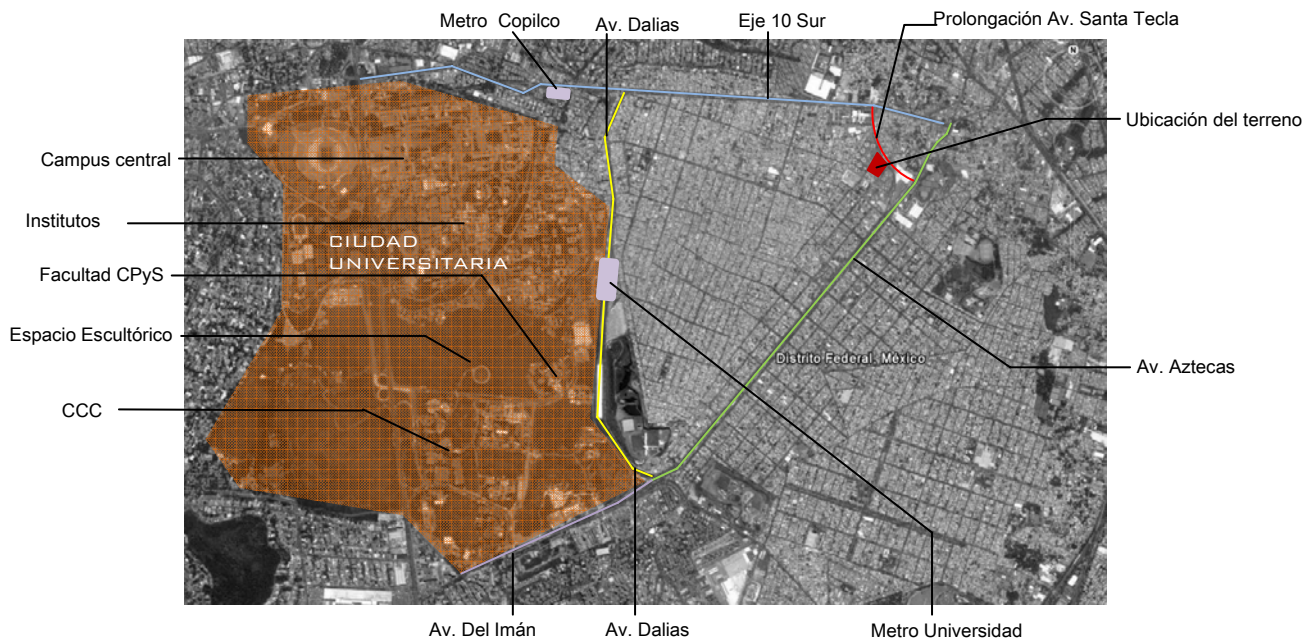 Metro Copilco
Av. Dalias
Eje 10 Sur
Prolongación Av. Santa Tecla
N
Ubicación del terreno
Campus central
Institutos
CIUDAD
UNIVERSITARIA
Facultad CPyS
Espacio Escultórico
Distrito Federal, México
Av. Aztecas
CCC
Av. Del Imán
Av. Dalias
Metro Universidad